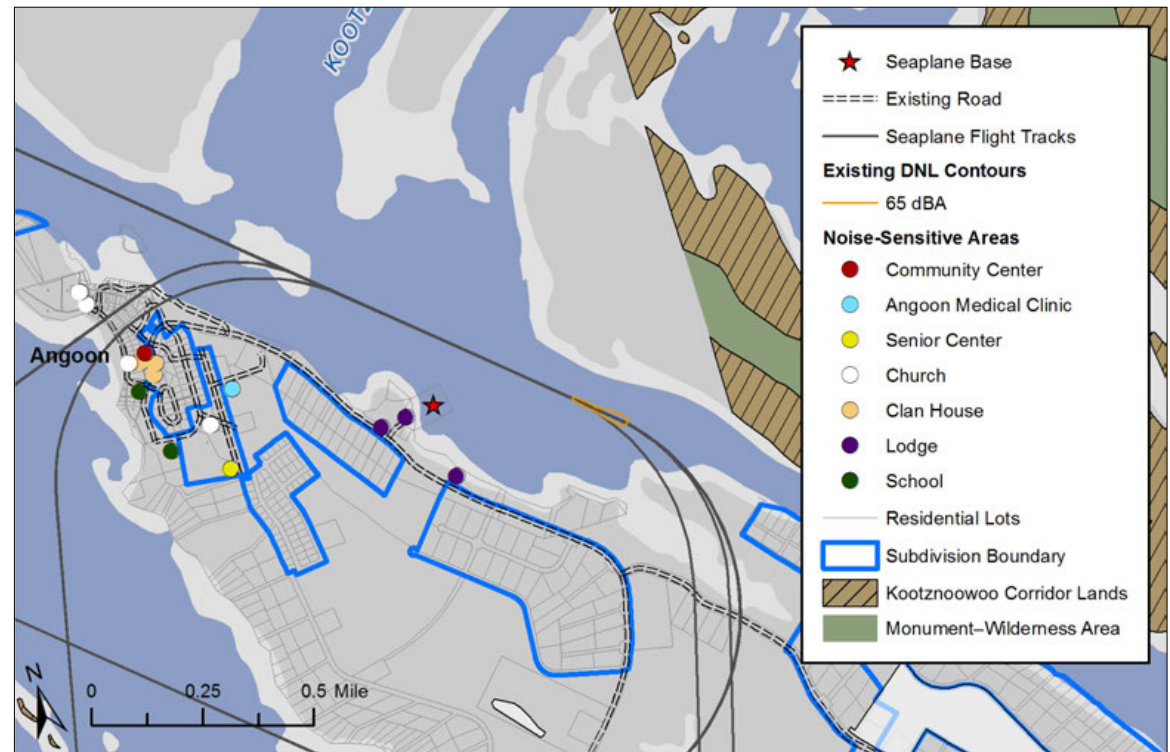 KOOTZ
Seaplane Base
Existing Road
Seaplane Flight Tracks
Existing DNL Contours
65 dBA
Noise-Sensitive Areas
Community Center
Angoon Medical Clinic
Senior Center
Church
Clan House
Lodge
School
Residential Lots
Subdivision Boundary
Kootznoowoo Corridor Lands
Monument–Wilderness Area
Angoon
N
0 0.25 0.5 Mile